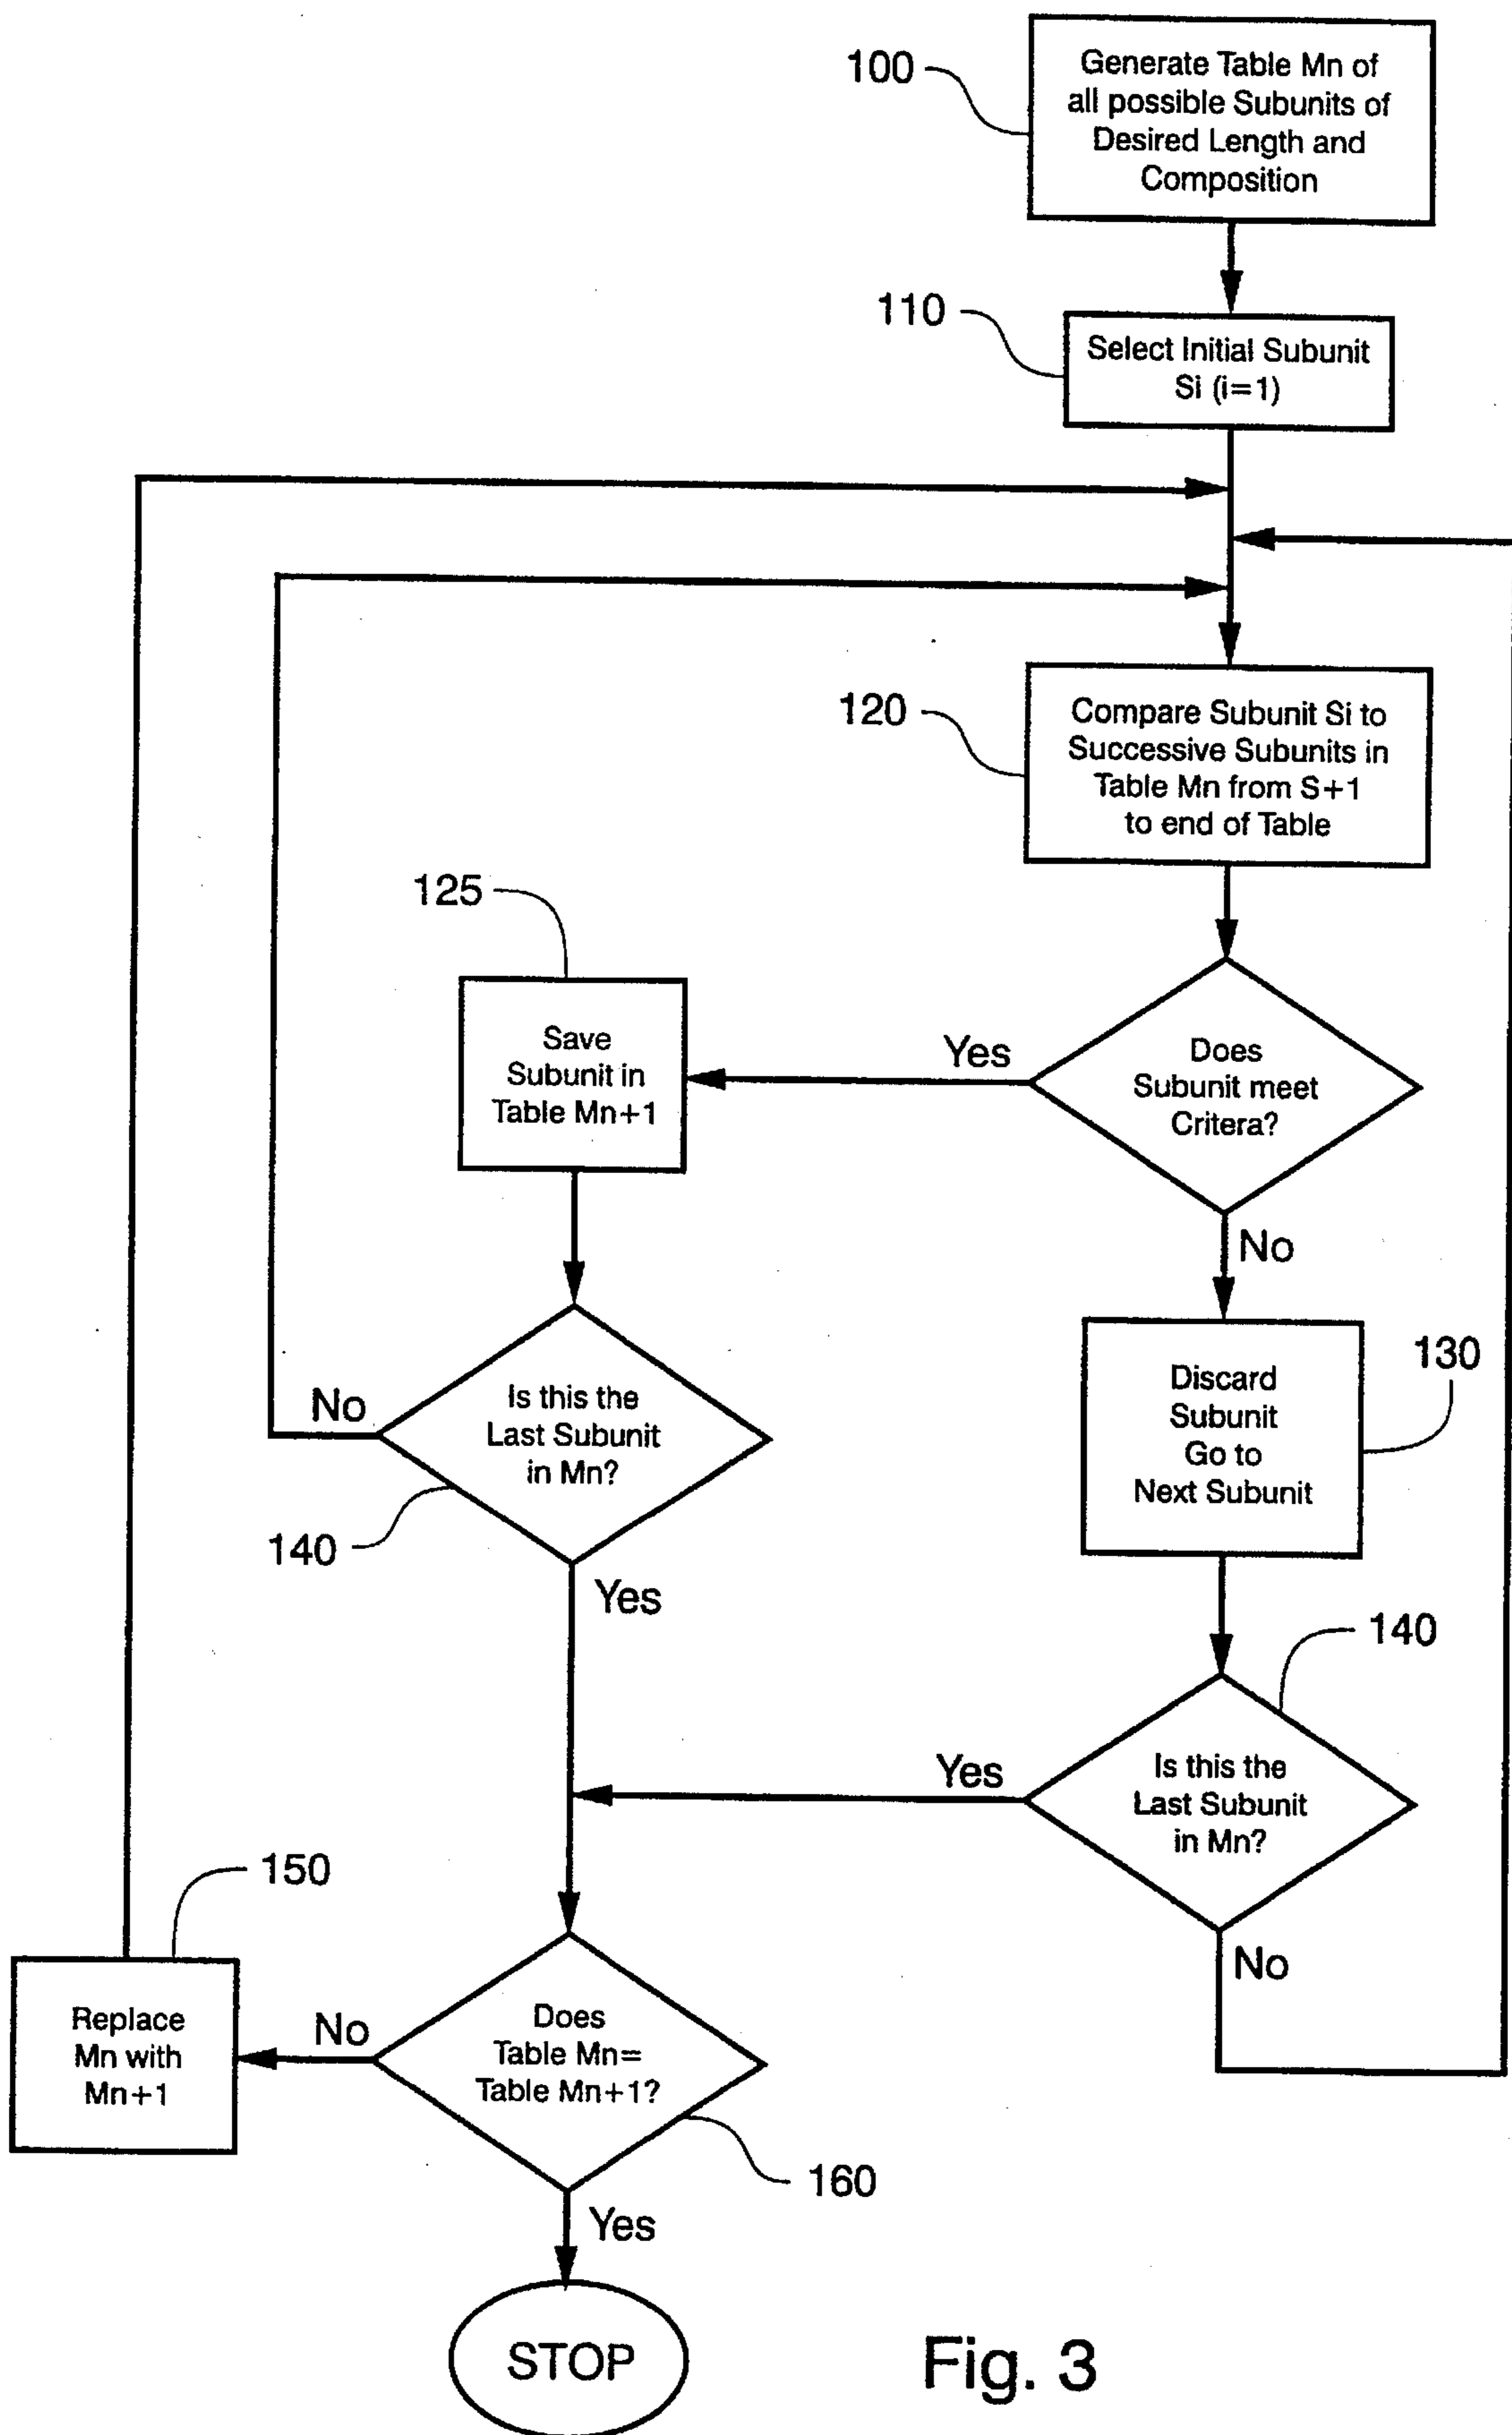 100
Generate Table Mn of
all possible Subunits of
Desired Length and
Composition
110
Select Initial Subunit
Si (i=1)
120
Compare Subunit Si to
Successive Subunits in
Table Mn from S+1
to end of Table
125
Save
Subunit in
Table Mn+1
Yes
Does
Subunit meet
Critera?
No
130
Discard
Subunit
Go to
Next Subunit
No
Is this the
Last Subunit
in Mn?
140
Yes
140
Yes
Is this the
Last Subunit
in Mn?
No
150
Replace
Mn with
Mn+1
No
Does
Table Mn=
Table Mn+1?
160
Yes
STOP
Fig. 3